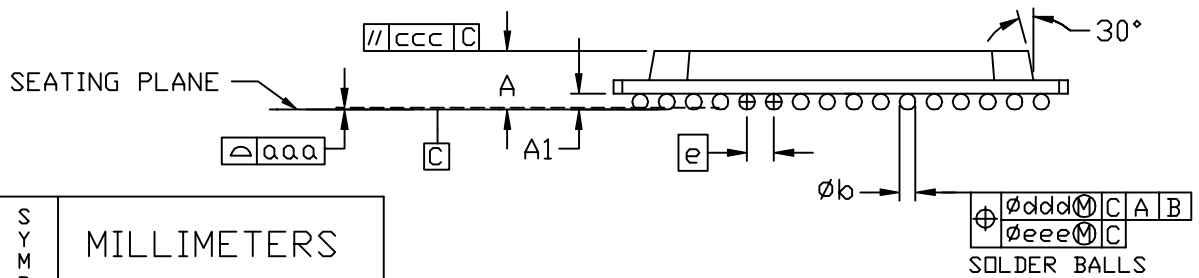 // ccc C
30°
SEATING PLANE
A
⌓ aaa
C
A1
e
Øb
⌖ Øddd Ⓜ C A B
Øeee Ⓜ C
SOLDER BALLS
S
Y
M
MILLIMETERS